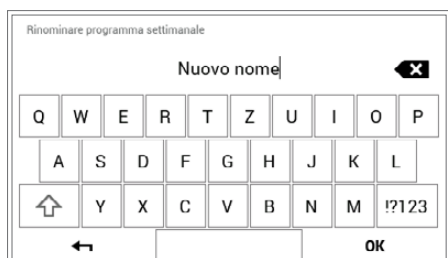 Rinominare programma settimanale
Nuovo nome
Q W E R T Z U I O P
A S D F G H J K L
Y X C V B N M !?123
OK